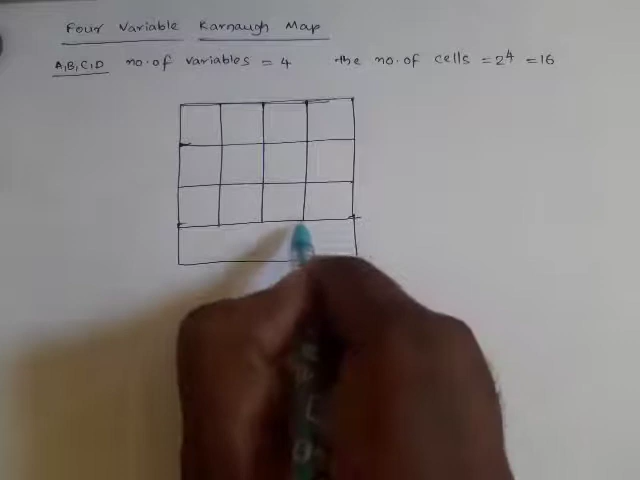 Four Variable Karnaugh Map
A,B,C,D no.of variables = 4 the no.of cells = 2⁴ = 16